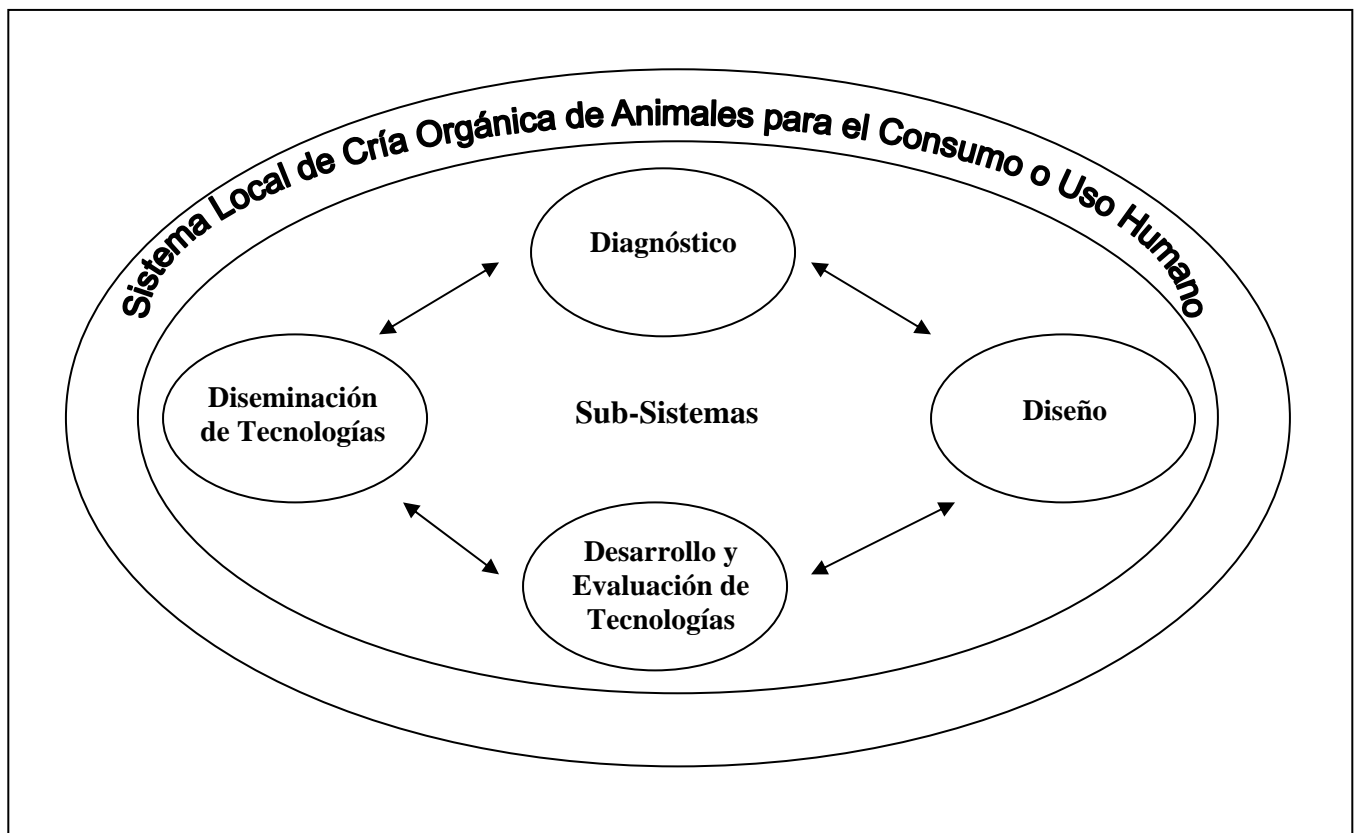 Sistema Local de Cría Orgánica de Animales para el Consumo o Uso Humano
Diagnóstico
Diseminación
de Tecnologías
Sub-Sistemas
Diseño
Desarrollo y
Evaluación de
Tecnologías